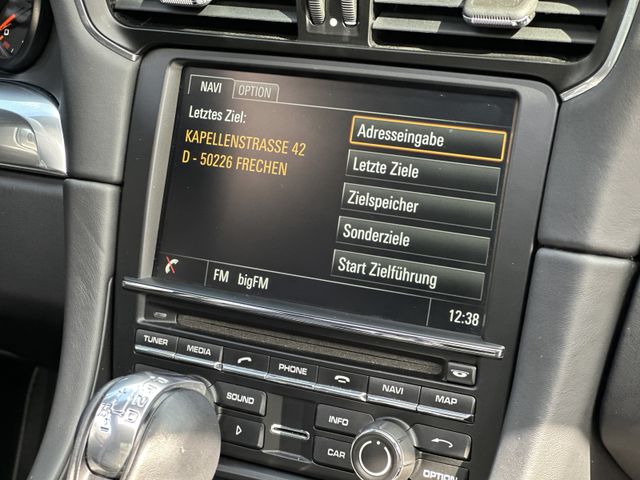 NAVI OPTION
Letztes Ziel:
KAPELLENSTRASSE 42
D - 50226 FRECHEN
Adresseingabe
Letzte Ziele
Zielspeicher
Sonderziele
Start Zielführung
FM bigFM
12:38
TUNER MEDIA PHONE NAVI MAP
SOUND INFO
CAR
OPTION
D